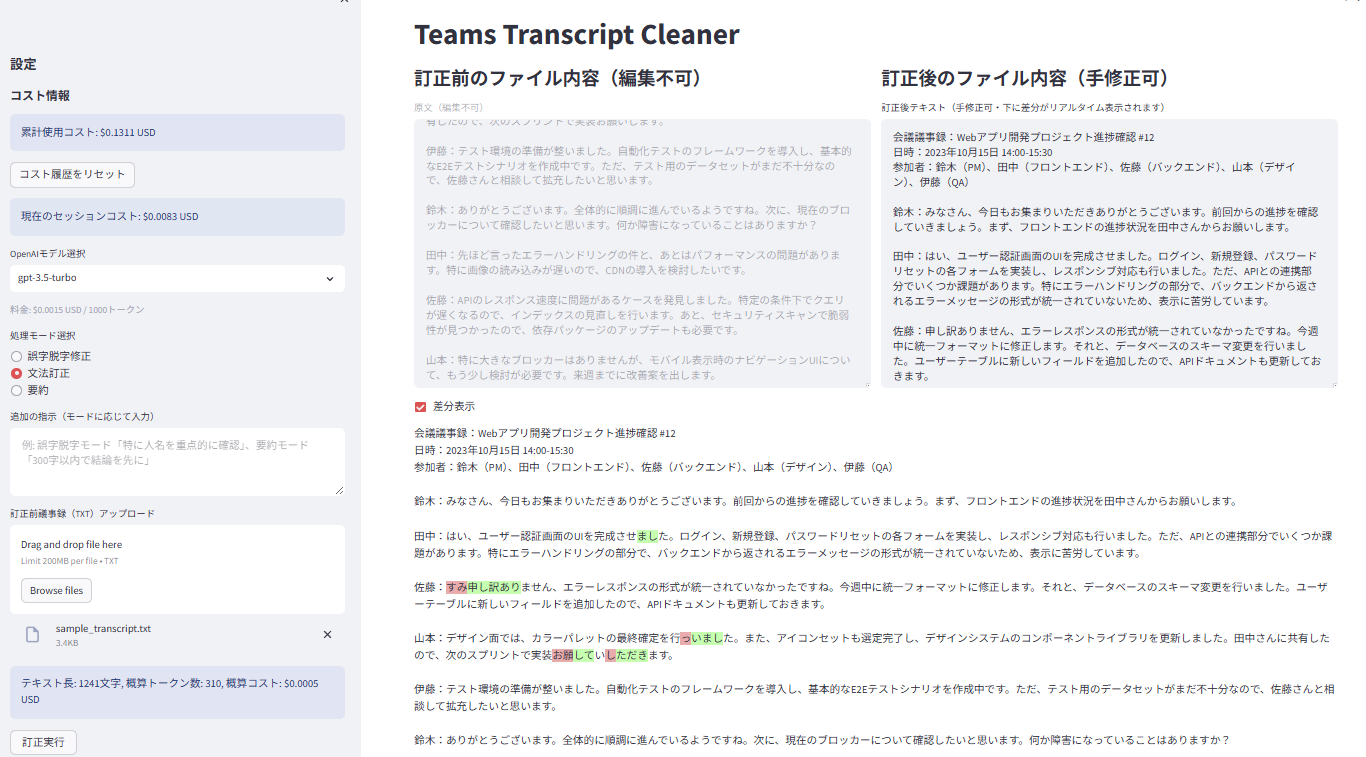 設定
コスト情報
累計使用コスト: $0.1311 USD
コスト履歴をリセット
現在のセッションコスト: $0.0083 USD
OpenAIモデル選択
gpt-3.5-turbo
料金: $0.0015 USD / 1000トークン
処理モード選択
誤字脱字修正
文法訂正
要約
追加の指示（モードに応じて入力）
例: 誤字脱字モード「特に人名を重点的に確認」、要約モード
「300字以内で結論を先に」
訂正前議事録（TXT）アップロード
Drag and drop file here
Limit 200MB per file • TXT
Browse files
sample_transcript.txt
3.4KB
テキスト長: 1241文字, 概算トークン数: 310, 概算コスト: $0.0005
USD
訂正実行
Teams Transcript Cleaner
訂正前のファイル内容（編集不可）
原文（編集不可）
有したので、次のスプリントで実装お願いします。
伊藤：テスト環境の準備が整いました。自動化テストのフレームワークを導入し、基本的
なE2Eテストシナリオを作成中です。ただ、テスト用のデータセットがまだ不十分なの
で、佐藤さんと相談して拡充したいと思います。
鈴木：ありがとうございます。全体的に順調に進んでいるようですね。次に、現在のブロ
ッカーについて確認したいと思います。何か障害になっていることはありますか？
田中：先ほど言ったエラーハンドリングの件と、あとはパフォーマンスの問題がありま
す。特に画像の読み込みが遅いので、CDNの導入を検討したいです。
佐藤：APIのレスポンス速度に問題があるケースを発見しました。特定の条件下でクエリ
が遅くなるので、インデックスの見直しを行います。あと、セキュリティスキャンで脆弱
性が見つかったので、依存パッケージのアップデートも必要です。
山本：特に大きなブロッカーはありませんが、モバイル表示時のナビゲーションUIについ
て、もう少し検討が必要です。来週までに改善案を出します。
訂正後のファイル内容（手修正可）
訂正後テキスト（手修正可・下に差分がリアルタイム表示されます）
会議議事録：Webアプリ開発プロジェクト進捗確認 #12
日時：2023年10月15日 14:00-15:30
参加者：鈴木（PM）、田中（フロントエンド）、佐藤（バックエンド）、山本（デザイ
ン）、伊藤（QA）
鈴木：みなさん、今日もお集まりいただきありがとうございます。前回からの進捗を確認
していきましょう。まず、フロントエンドの進捗状況を田中さんからお願いします。
田中：はい、ユーザー認証画面のUIを完成させました。ログイン、新規登録、パスワード
リセットの各フォームを実装し、レスポンシブ対応も行いました。ただ、APIとの連携部
分でいくつか課題があります。特にエラーハンドリングの部分で、バックエンドから返さ
れるエラーメッセージの形式が統一されていないため、表示に苦労しています。
佐藤：申し訳ありません、エラーレスポンスの形式が統一されていなかったですね。今週
中に統一フォーマットに修正します。それと、データベースのスキーマ変更を行いまし
た。ユーザーテーブルに新しいフィールドを追加したので、APIドキュメントも更新してお
きます。
差分表示
会議議事録：Webアプリ開発プロジェクト進捗確認 #12
日時：2023年10月15日 14:00-15:30
参加者：鈴木（PM）、田中（フロントエンド）、佐藤（バックエンド）、山本（デザイン）、伊藤（QA）
鈴木：みなさん、今日もお集まりいただきありがとうございます。前回からの進捗を確認していきましょう。まず、フロントエンドの進捗状況を田中さんからお願いします。
田中：はい、ユーザー認証画面のUIを完成させました。ログイン、新規登録、パスワードリセットの各フォームを実装し、レスポンシブ対応も行いました。ただ、APIとの連携部分でいくつか課
題があります。特にエラーハンドリングの部分で、バックエンドから返されるエラーメッセージの形式が統一されていないため、表示に苦労しています。
佐藤：すみ申し訳ありません、エラーレスポンスの形式が統一されていなかったですね。今週中に統一フォーマットに修正します。それと、データベースのスキーマ変更を行いました。ユーザ
ーテーブルに新しいフィールドを追加したので、APIドキュメントも更新しておきます。
山本：デザイン面では、カラーパレットの最終確定を行っいました。また、アイコンセットも選定完了し、デザインシステムのコンポーネントライブラリを更新しました。田中さんに共有した
ので、次のスプリントで実装お願していしただきます。
伊藤：テスト環境の準備が整いました。自動化テストのフレームワークを導入し、基本的なE2Eテストシナリオを作成中です。ただ、テスト用のデータセットがまだ不十分なので、佐藤さんと相
談して拡充したいと思います。
鈴木：ありがとうございます。全体的に順調に進んでいるようですね。次に、現在のブロッカーについて確認したいと思います。何か障害になっていることはありますか？